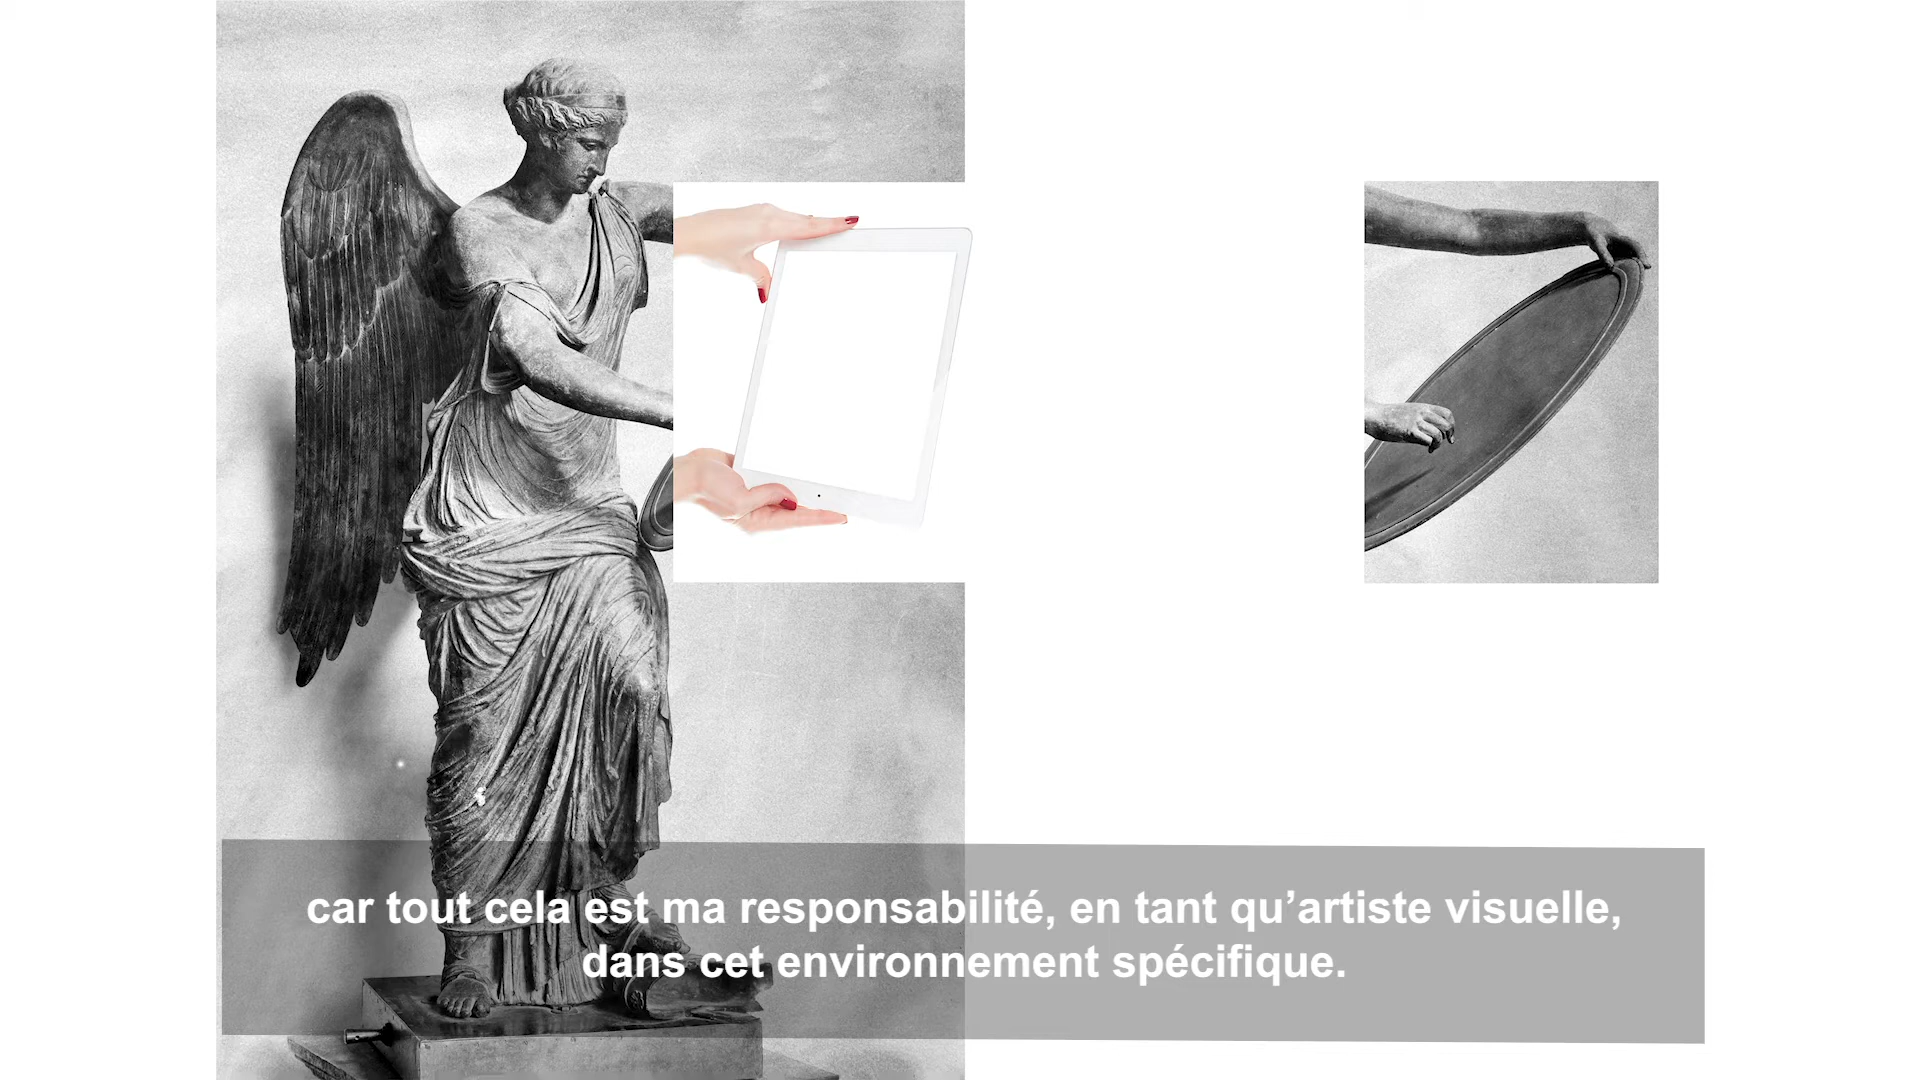 car tout cela est ma responsabilité, en tant qu’artiste visuelle,
dans cet environnement spécifique.